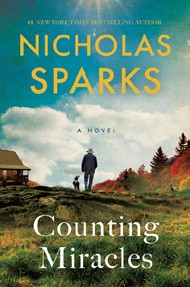 #1 NEW YORK TIMES BESTSELLING AUTHOR
NICHOLAS
SPARKS
A NOVEL
Counting
Miracles